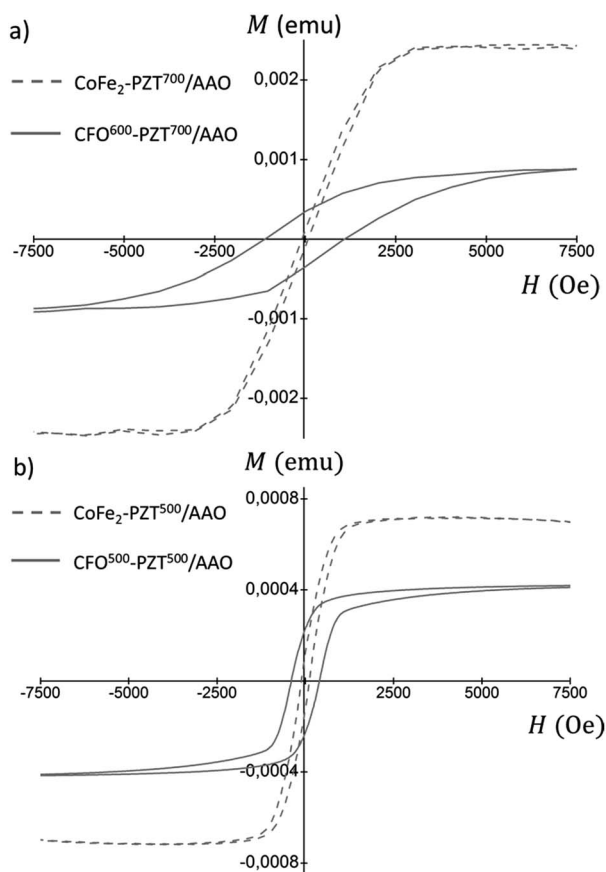 a)
M (emu)
CoFe₂-PZT⁷⁰⁰/AAO
CFO⁶⁰⁰-PZT⁷⁰⁰/AAO
0,002
0,001
-7500 -5000 -2500 2500 5000 7500
H (Oe)
-0,001
-0,002
b)
M (emu)
CoFe₂-PZT⁵⁰⁰/AAO
CFO⁵⁰⁰-PZT⁵⁰⁰/AAO
0,0008
0,0004
-7500 -5000 -2500 2500 5000 7500
H (Oe)
-0,0004
-0,0008